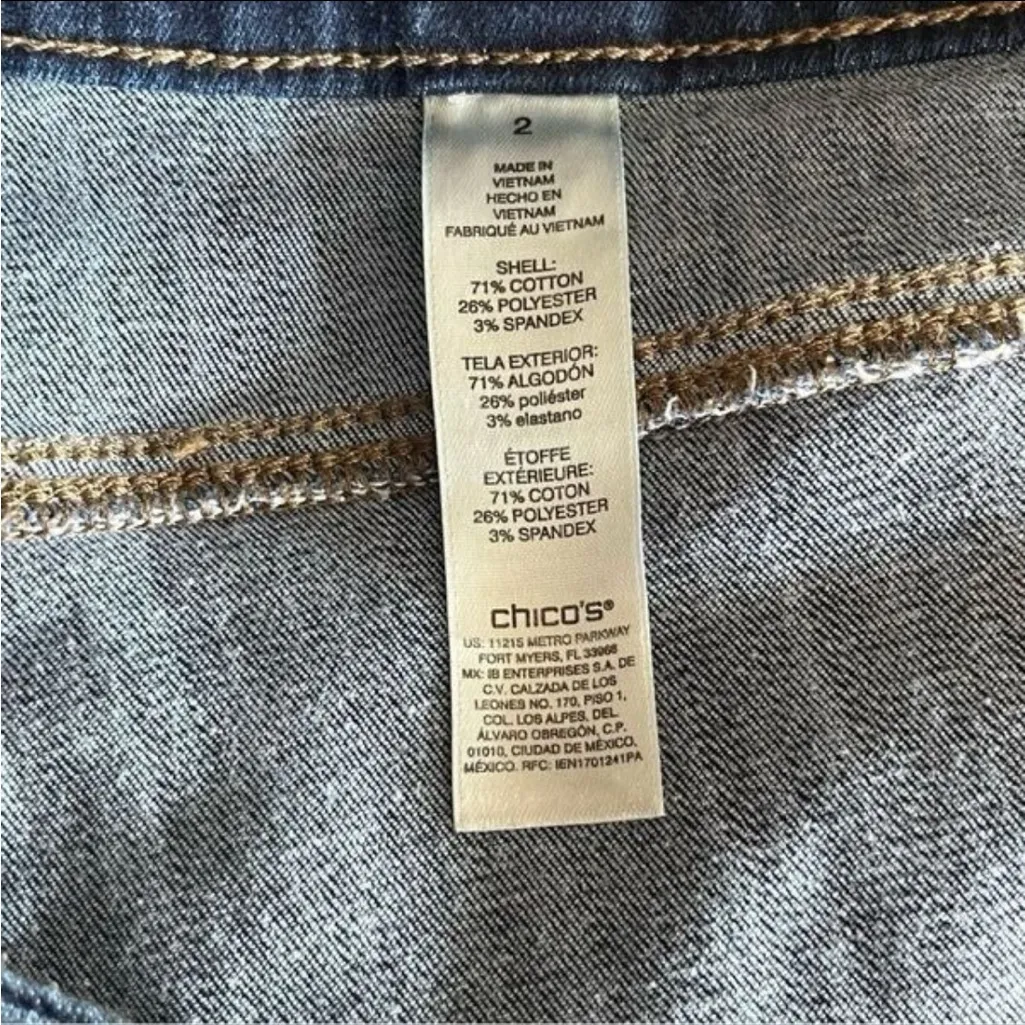 2
MADE IN
VIETNAM
HECHO EN
VIETNAM
FABRIQUÉ AU VIETNAM
SHELL:
71% COTTON
26% POLYESTER
3% SPANDEX
TELA EXTERIOR:
71% ALGODÓN
26% poliéster
3% elastano
ÉTOFFE
EXTÉRIEURE:
71% COTON
26% POLYESTER
3% SPANDEX
chico's®
US: 11215 METRO PARKWAY
FORT MYERS, FL 33966
MX: IB ENTERPRISES S.A. DE
C.V. CALZADA DE LOS
LEONES NO. 170, PISO 1,
COL. LOS ALPES, DEL.
ÁLVARO OBREGÓN, C.P.
01010, CIUDAD DE MÉXICO,
MÉXICO. RFC: IEN1701241PA